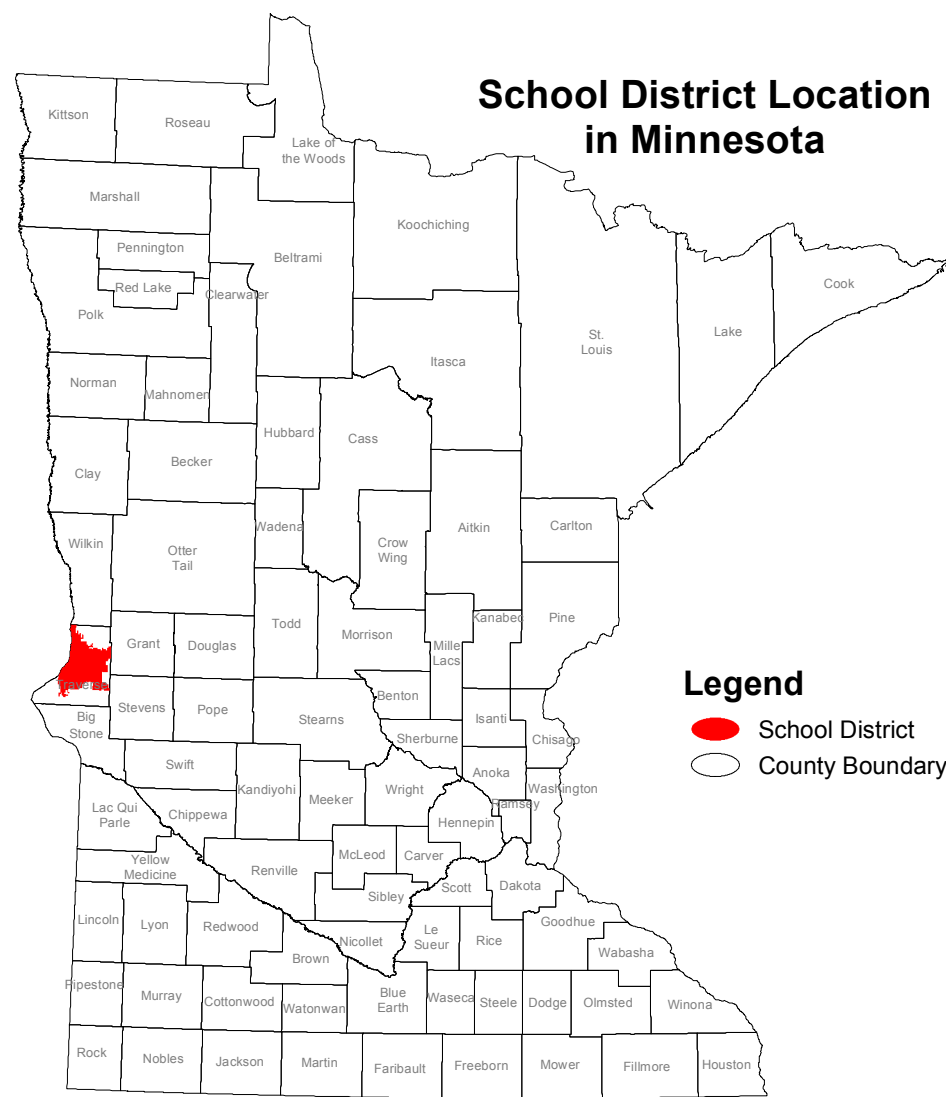 School District Location
in Minnesota
Kittson
Roseau
Lake of
the Woods
Marshall
Koochiching
Pennington
Beltrami
Red Lake
Clearwater
Cook
Polk
St.
Louis
Lake
Itasca
Norman
Mahnomen
Hubbard
Cass
Becker
Clay
Wadena
Aitkin
Carlton
Wilkin
Otter
Tail
Crow
Wing
Todd
Morrison
Kanabec
Pine
Grant
Douglas
Mille
Lacs
Traverse
Benton
Stevens
Pope
Stearns
Isanti
Big
Stone
Sherburne
Chisago
Legend
School District
County Boundary
Swift
Kandiyohi
Meeker
Wright
Anoka
Washington
Ramsey
Lac Qui
Parle
Chippewa
Hennepin
McLeod
Carver
Yellow
Medicine
Renville
Sibley
Scott
Dakota
Lincoln
Lyon
Redwood
Nicollet
Le
Sueur
Rice
Goodhue
Brown
Wabasha
Pipestone
Murray
Cottonwood
Watonwan
Blue
Earth
Waseca
Steele
Dodge
Olmsted
Winona
Rock
Nobles
Jackson
Martin
Faribault
Freeborn
Mower
Fillmore
Houston